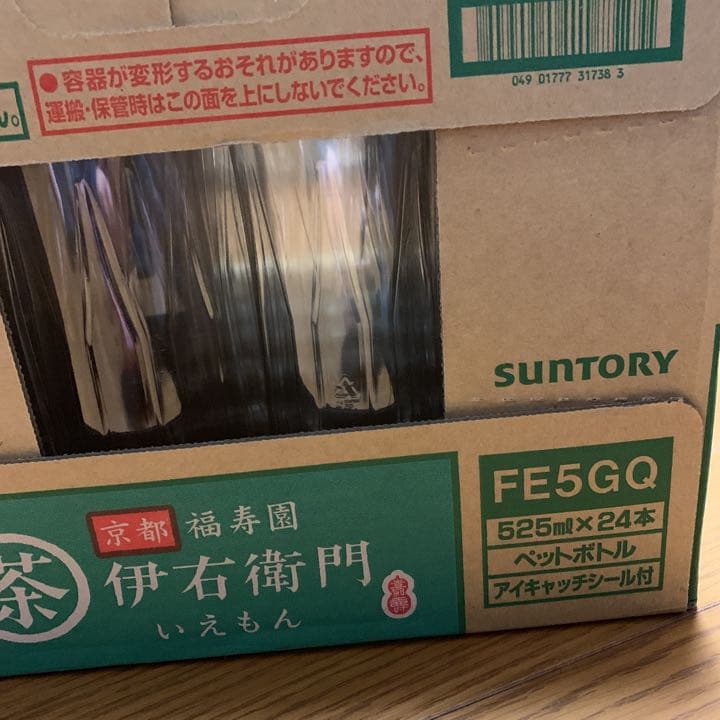 ●容器が変形するおそれがありますので、
運搬・保管時はこの面を上にしないでください。
049 01777 31738 3
SUNTORY
FE5GQ
525ml×24本
ペットボトル
アイキャッチシール付
京都 福寿園
茶 伊右衛門
いえもん